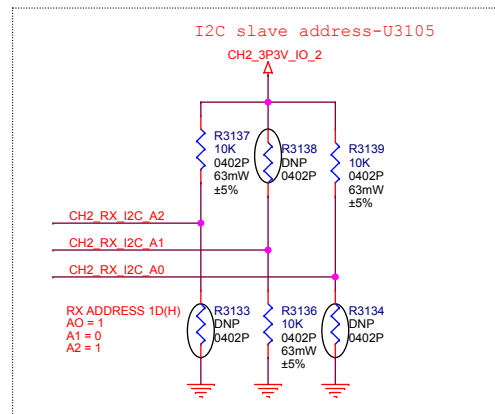 I2C slave address-U3105
CH2_3P3V_IO_2
R3137
10K
0402P
63mW
±5%
R3138
DNP
0402P
R3139
10K
0402P
63mW
±5%
CH2_RX_I2C_A2
CH2_RX_I2C_A1
CH2_RX_I2C_A0
RX ADDRESS 1D(H)
AO = 1
A1 = 0
A2 = 1
R3133
DNP
0402P
R3136
10K
0402P
63mW
±5%
R3134
DNP
0402P